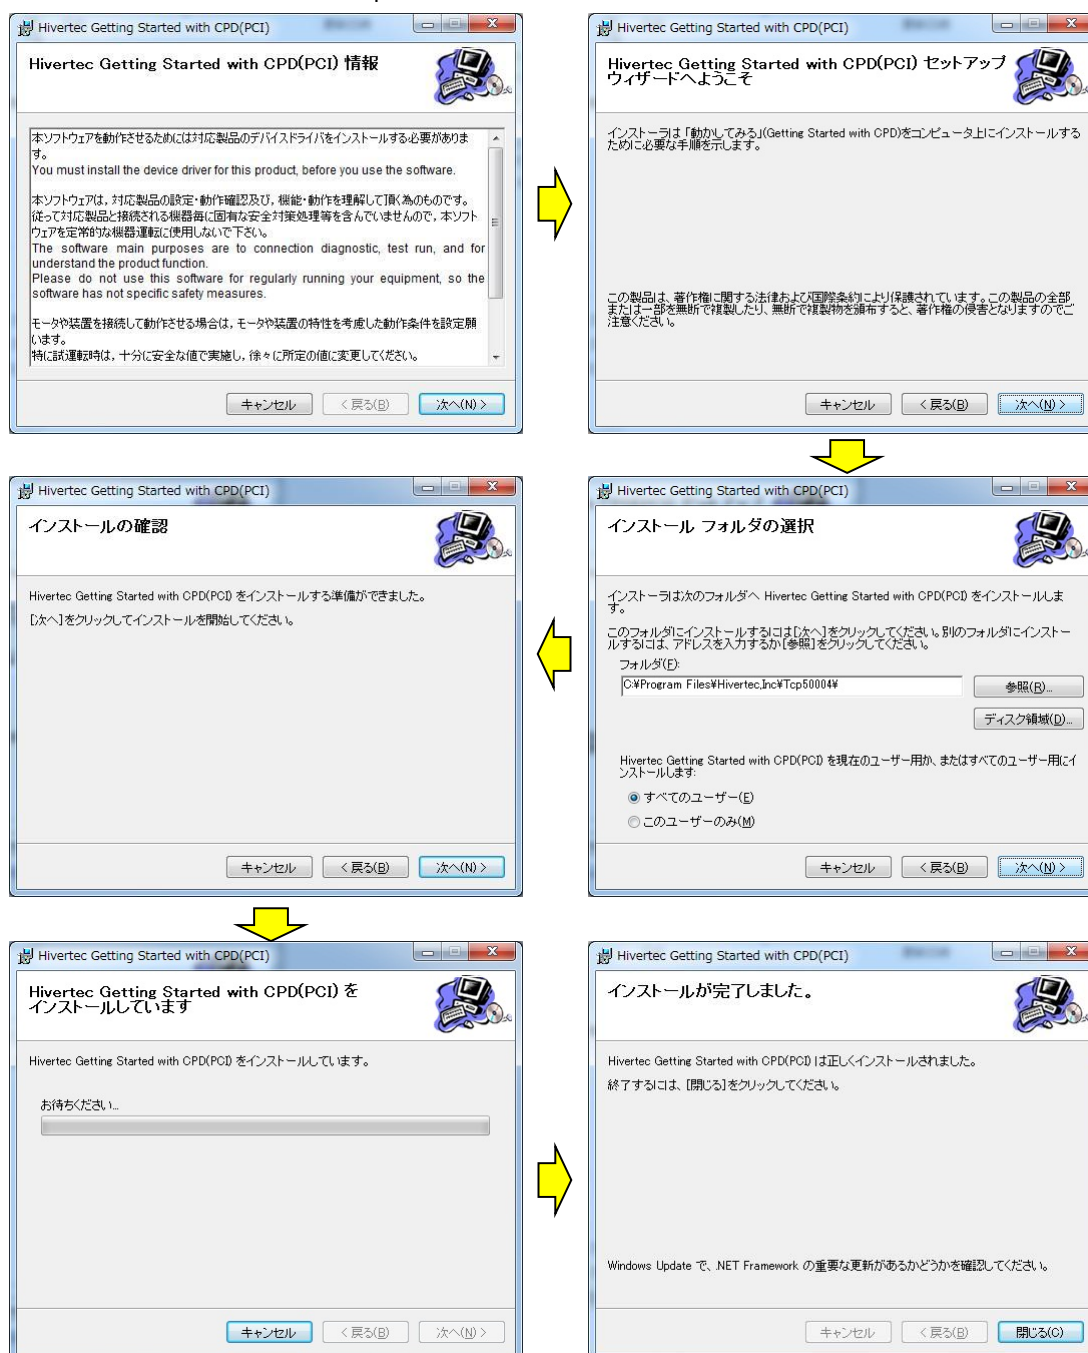 Hivertec Getting Started with CPD(PCI)
Hivertec Getting Started with CPD(PCI) 情報
本ソフトウェアを動作させるためには対応製品のデバイスドライバをインストールする必要がありま
す。
You must install the device driver for this product, before you use the software.
本ソフトウェアは，対応製品の設定・動作確認及び，機能・動作を理解して頂く為のものです。
従って対応製品と接続される機器毎に固有な安全対策処理等を含んでいませんので，本ソフト
ウェアを定常的な機器運転に使用しないで下さい。
The software main purposes are to connection diagnostic, test run, and for
understand the product function.
Please do not use this software for regularly running your equipment, so the
software has not specific safety measures.
モータや装置を接続して動作させる場合は，モータや装置の特性を考慮した動作条件を設定願
います。
特に試運転時は，十分に安全な値で実施し，徐々に所定の値に変更してください。
キャンセル
< 戻る(B)
次へ(N) >
Hivertec Getting Started with CPD(PCI)
Hivertec Getting Started with CPD(PCI) セットアップ
ウィザードへようこそ
インストーラは「動かしてみる」(Getting Started with CPD)をコンピュータ上にインストールする
ために必要な手順を示します。
この製品は、著作権に関する法律および国際条約により保護されています。この製品の全部
または一部を無断で複製したり、無断で複製物を頒布すると、著作権の侵害となりますのでご
注意ください。
キャンセル
< 戻る(B)
次へ(N) >
Hivertec Getting Started with CPD(PCI)
インストール フォルダの選択
インストーラは次のフォルダへ Hivertec Getting Started with CPD(PCI) をインストールしま
す。
このフォルダにインストールするには[次へ]をクリックしてください。別のフォルダにインストー
ルするには、アドレスを入力するか[参照]をクリックしてください。
フォルダ(F):
C:¥Program Files¥Hivertec,Inc¥Tcp50004¥
参照(R)...
ディスク領域(D)...
Hivertec Getting Started with CPD(PCI) を現在のユーザー用か、またはすべてのユーザー用にイ
ンストールします:
すべてのユーザー(E)
このユーザーのみ(M)
キャンセル
< 戻る(B)
次へ(N) >
Hivertec Getting Started with CPD(PCI)
インストールの確認
Hivertec Getting Started with CPD(PCI) をインストールする準備ができました。
[次へ]をクリックしてインストールを開始してください。
キャンセル
< 戻る(B)
次へ(N) >
Hivertec Getting Started with CPD(PCI)
Hivertec Getting Started with CPD(PCI) を
インストールしています
Hivertec Getting Started with CPD(PCI) をインストールしています。
お待ちください...
キャンセル
< 戻る(B)
次へ(N) >
Hivertec Getting Started with CPD(PCI)
インストールが完了しました。
Hivertec Getting Started with CPD(PCI) は正しくインストールされました。
終了するには、[閉じる]をクリックしてください。
Windows Update で、.NET Framework の重要な更新があるかどうかを確認してください。
キャンセル
< 戻る(B)
閉じる(C)